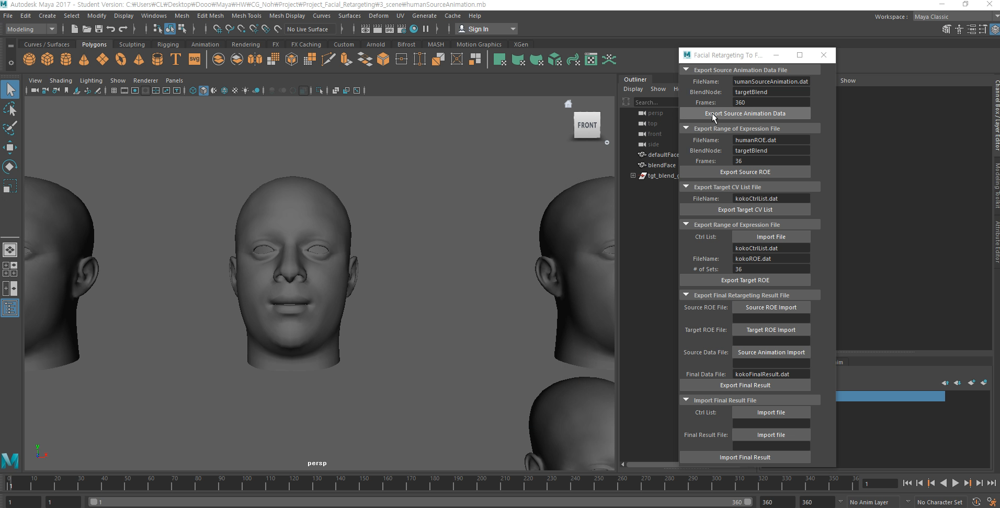 Autodesk Maya 2017 - Student Version: C:₩Users₩CL₩Desktop₩Dooo₩Maya₩HW₩CG_Noh₩Project₩Project_Facial_Retargeting₩3_scene₩humanSourceAnimation.mb
File Edit Create Select Modify Display Windows Mesh Edit Mesh Mesh Tools Mesh Display Curves Surfaces Deform UV Generate Cache Help
Workspace : Maya Classic
Modeling No Live Surface Sign In
Curves / Surfaces Polygons Sculpting Rigging Animation Rendering FX FX Caching Custom Arnold Bifrost MASH Motion Graphics XGen
T svg
View Shading Lighting Show Renderer Panels
FRONT
persp
Outliner
Display Show
Search...
persp
top
front
side
defaultFace
blendFace
tgt_blend_
Facial Retargeting To F...
Export Source Animation Data File
FileName: humanSourceAnimation.dat
BlendNode: targetBlend
Frames: 360
Export Source Animation Data
Export Range of Expression File
FileName: humanROE.dat
BlendNode: targetBlend
Frames: 36
Export Source ROE
Export Target CV List File
FileName: kokoCtrlList.dat
Export Target CV List
Export Range of Expression File
Ctrl List: Import File
kokoCtrlList.dat
FileName: kokoROE.dat
# of Sets: 36
Export Target ROE
Export Final Retargeting Result File
Source ROE File: Source ROE Import
Target ROE File: Target ROE Import
Source Data File: Source Animation Import
Final Data File: kokoFinalResult.dat
Export Final Result
Import Final Result File
Ctrl List: Import file
Final Result File: Import file
Import Final Result
Show
Channel Box / Layer Editor
Modeling Toolkit
Attribute Editor
0 10 20 30 40 50 60 70 80 90 100 110 120 130 140 150 160 170 180 190 200 210 220 230 240 250 260 270 280 290 300 310 320 330 340 350 36
1 1
1 1 1 360 360 360 No Anim Layer No Character Set